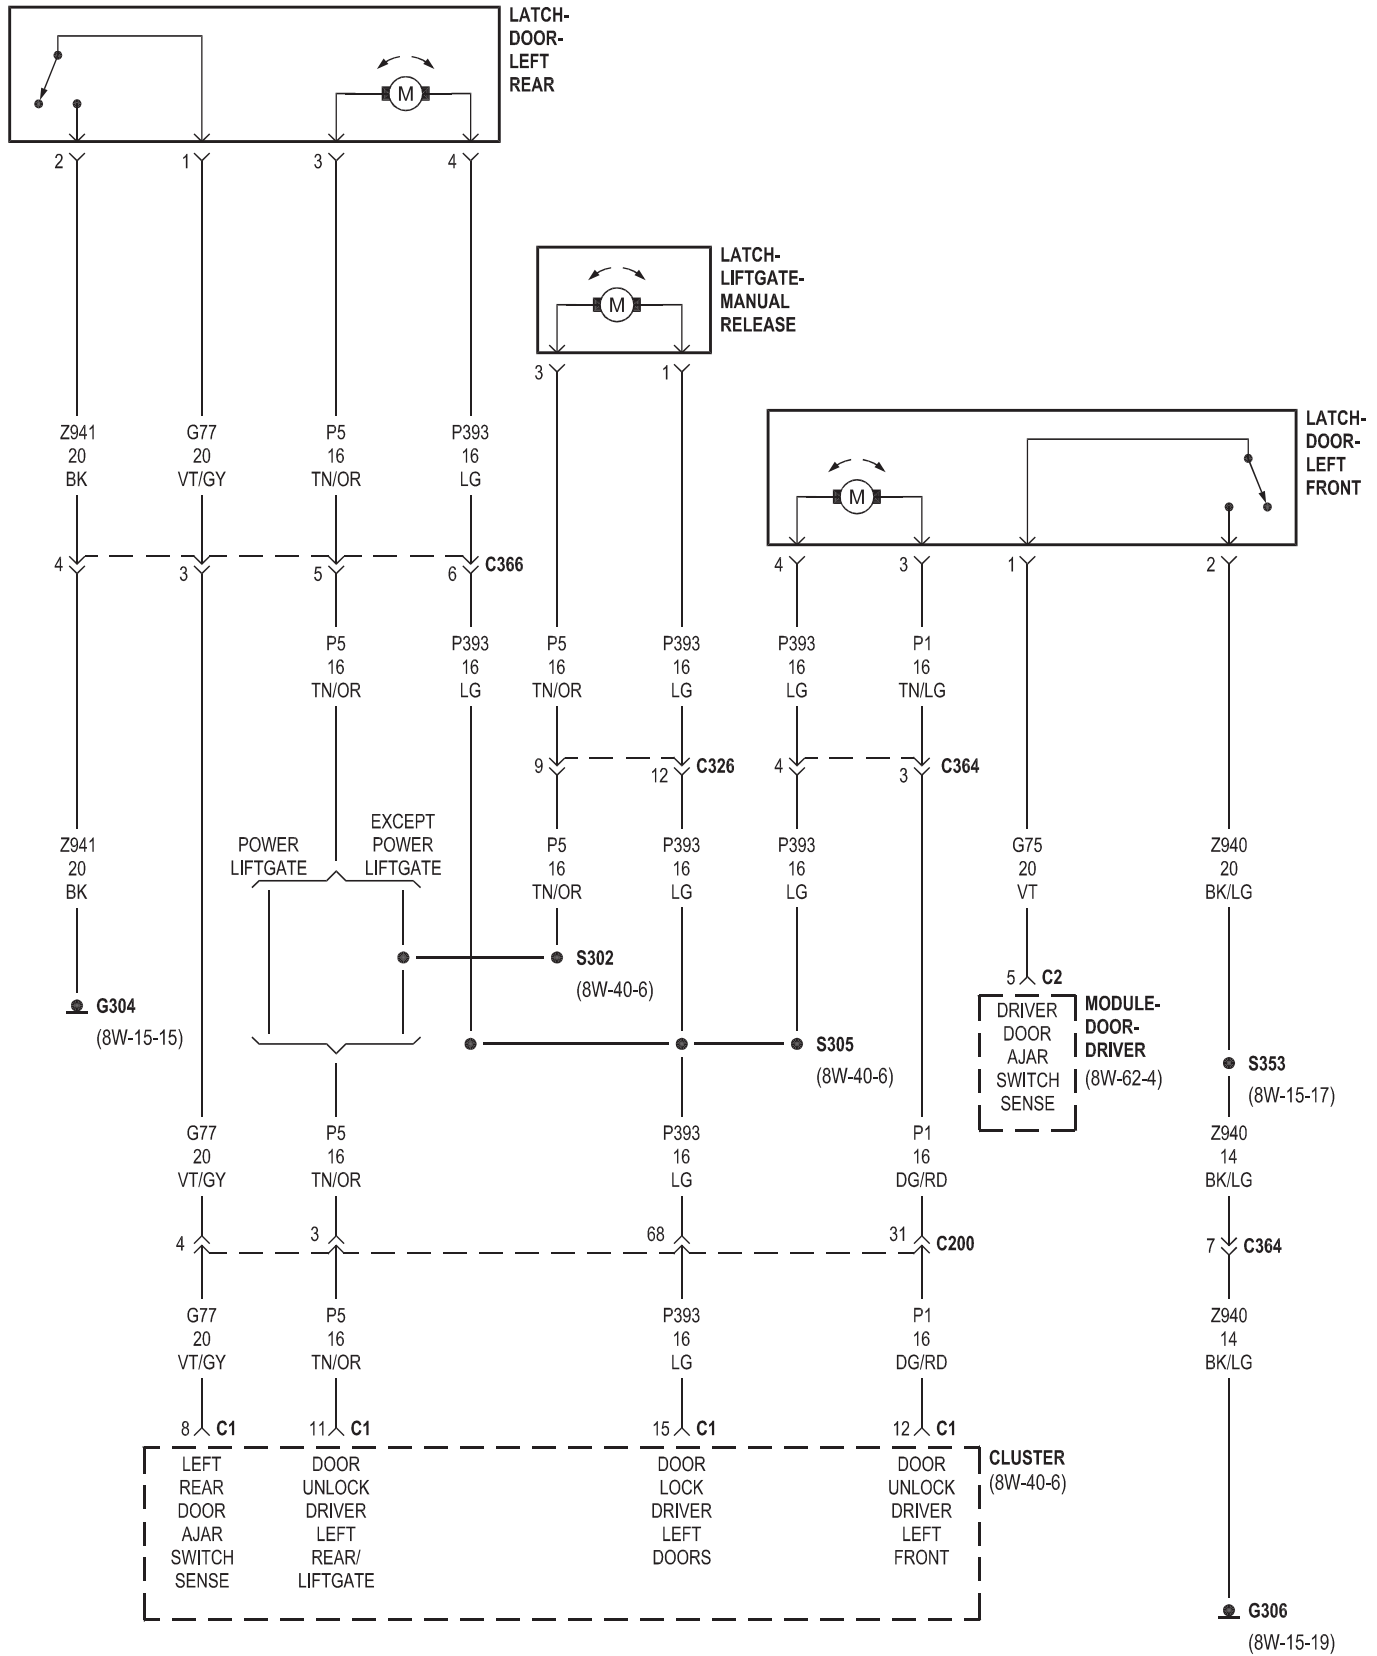 LATCH-
DOOR-
LEFT
REAR
M
2 1 3 4
LATCH-
LIFTGATE-
MANUAL
RELEASE
M
3 1
LATCH-
DOOR-
LEFT
FRONT
M
Z941 G77 P5 P393
20 20 16 16
BK VT/GY TN/OR LG
4 3 5 6 C366
4 3 1 2
P5 P393 P5 P393 P393 P1
16 16 16 16 16 16
TN/OR LG TN/OR LG LG TN/LG
9 12 C326 4 3 C364
EXCEPT
POWER
LIFTGATE
POWER
LIFTGATE
Z941 P5 P393 P393 G75 Z940
20 16 16 16 20 20
BK TN/OR LG LG VT BK/LG
S302
(8W-40-6)
5 C2
G304
(8W-15-15)
DRIVER
DOOR
AJAR
SWITCH
SENSE
MODULE-
DOOR-
DRIVER
(8W-62-4)
S305
(8W-40-6)
S353
(8W-15-17)
G77 P5 P393 P1 Z940
20 16 16 16 14
VT/GY TN/OR LG DG/RD BK/LG
4 3 68 31 C200 7 C364
G77 P5 P393 P1 Z940
20 16 16 16 14
VT/GY TN/OR LG DG/RD BK/LG
8 C1 11 C1 15 C1 12 C1
CLUSTER
(8W-40-6)
LEFT
REAR
DOOR
AJAR
SWITCH
SENSE
DOOR
UNLOCK
DRIVER
LEFT
REAR/
LIFTGATE
DOOR
LOCK
DRIVER
LEFT
DOORS
DOOR
UNLOCK
DRIVER
LEFT
FRONT
G306
(8W-15-19)